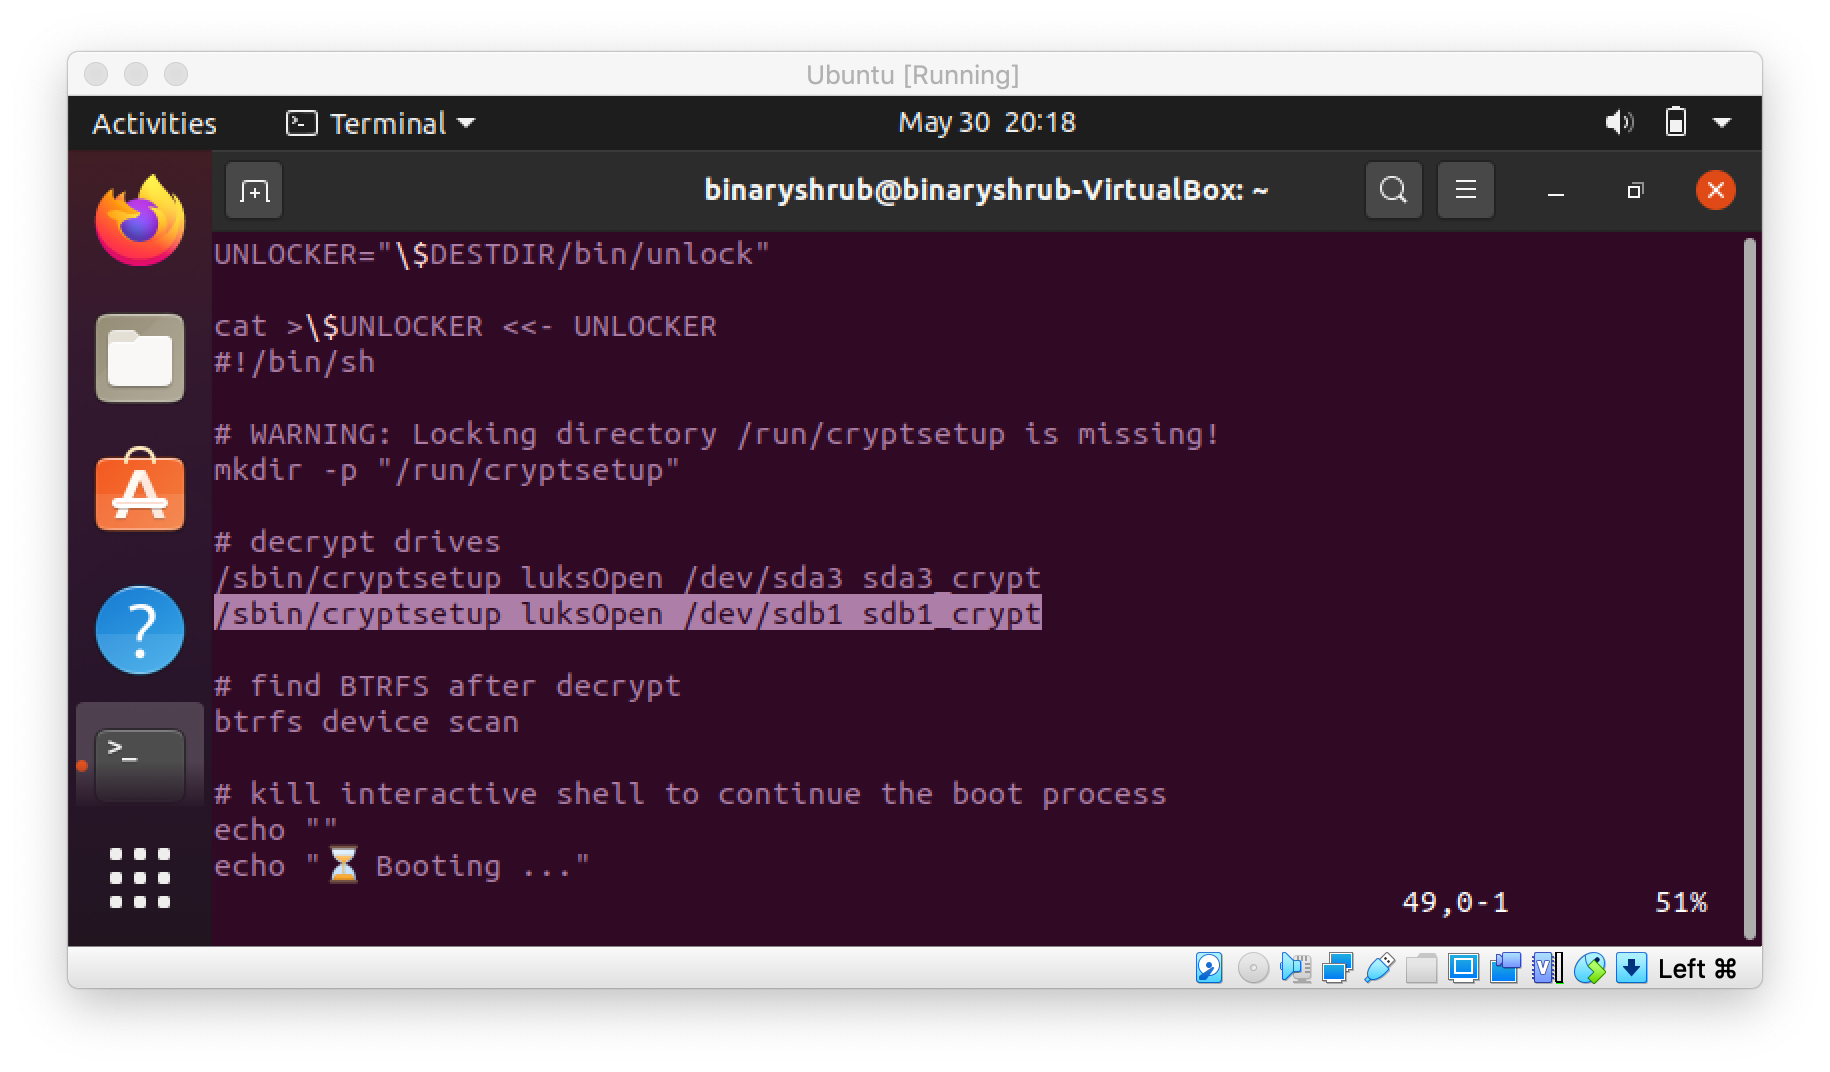 Ubuntu [Running]
Activities
Terminal
May 30 20:18
binaryshrub@binaryshrub-VirtualBox: ~
UNLOCKER="\$DESTDIR/bin/unlock"
cat >\$UNLOCKER <<- UNLOCKER
#!/bin/sh
# WARNING: Locking directory /run/cryptsetup is missing!
mkdir -p "/run/cryptsetup"
# decrypt drives
/sbin/cryptsetup luksOpen /dev/sda3 sda3_crypt
/sbin/cryptsetup luksOpen /dev/sdb1 sdb1_crypt
# find BTRFS after decrypt
btrfs device scan
# kill interactive shell to continue the boot process
echo ""
echo "⏳ Booting ..."
49,0-1 51%
Left ⌘